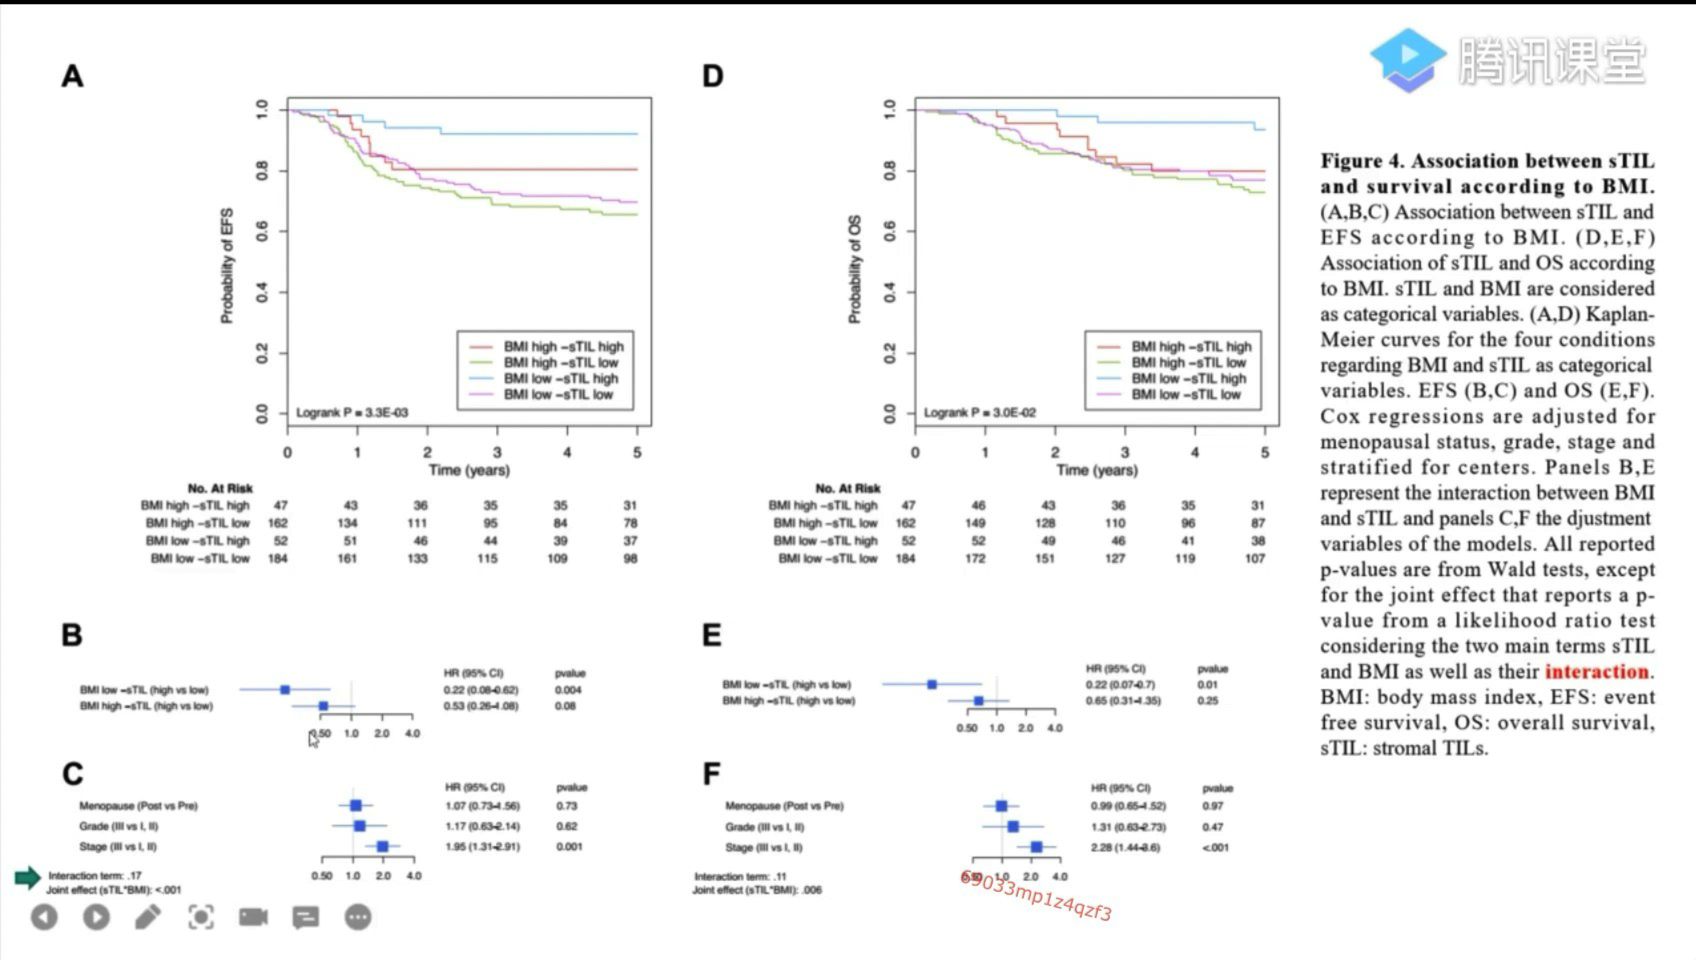 腾讯课堂
A
1.0
0.8
0.6
0.4
0.2
0.0
Probability of EFS
BMI high –sTIL high
BMI high –sTIL low
BMI low –sTIL high
BMI low –sTIL low
Logrank P = 3.3E-03
0 1 2 3 4 5
Time (years)
No. At Risk
BMI high –sTIL high 47 43 36 35 35 31
BMI high –sTIL low 162 134 111 95 84 78
BMI low –sTIL high 52 51 46 44 39 37
BMI low –sTIL low 184 161 133 115 109 98
D
1.0
0.8
0.6
0.4
0.2
0.0
Probability of OS
BMI high –sTIL high
BMI high –sTIL low
BMI low –sTIL high
BMI low –sTIL low
Logrank P = 3.0E-02
0 1 2 3 4 5
Time (years)
No. At Risk
BMI high –sTIL high 47 46 43 36 35 31
BMI high –sTIL low 162 149 128 110 96 87
BMI low –sTIL high 52 52 49 46 41 38
BMI low –sTIL low 184 172 151 127 119 107
B
HR (95% CI) pvalue
BMI low –sTIL (high vs low) 0.22 (0.08–0.62) 0.004
BMI high –sTIL (high vs low) 0.53 (0.26–1.08) 0.08
0.50 1.0 2.0 4.0
E
HR (95% CI) pvalue
BMI low –sTIL (high vs low) 0.22 (0.07–0.7) 0.01
BMI high –sTIL (high vs low) 0.65 (0.31–1.35) 0.25
0.50 1.0 2.0 4.0
C
HR (95% CI) pvalue
Menopause (Post vs Pre) 1.07 (0.73–1.56) 0.73
Grade (III vs I, II) 1.17 (0.63–2.14) 0.62
Stage (III vs I, II) 1.95 (1.31–2.91) 0.001
0.50 1.0 2.0 4.0
Interaction term: .17
Joint effect (sTIL*BMI): <.001
F
HR (95% CI) pvalue
Menopause (Post vs Pre) 0.99 (0.65–1.52) 0.97
Grade (III vs I, II) 1.31 (0.63–2.73) 0.47
Stage (III vs I, II) 2.28 (1.44–3.6) <.001
0.50 1.0 2.0 4.0
Interaction term: .11
Joint effect (sTIL*BMI): .006
69033mp1z4qzf3
Figure 4. Association between sTIL
and survival according to BMI.
(A,B,C) Association between sTIL and
EFS according to BMI. (D,E,F)
Association of sTIL and OS according
to BMI. sTIL and BMI are considered
as categorical variables. (A,D) Kaplan-
Meier curves for the four conditions
regarding BMI and sTIL as categorical
variables. EFS (B,C) and OS (E,F).
Cox regressions are adjusted for
menopausal status, grade, stage and
stratified for centers. Panels B,E
represent the interaction between BMI
and sTIL and panels C,F the djustment
variables of the models. All reported
p-values are from Wald tests, except
for the joint effect that reports a p-
value from a likelihood ratio test
considering the two main terms sTIL
and BMI as well as their interaction.
BMI: body mass index, EFS: event
free survival, OS: overall survival,
sTIL: stromal TILs.